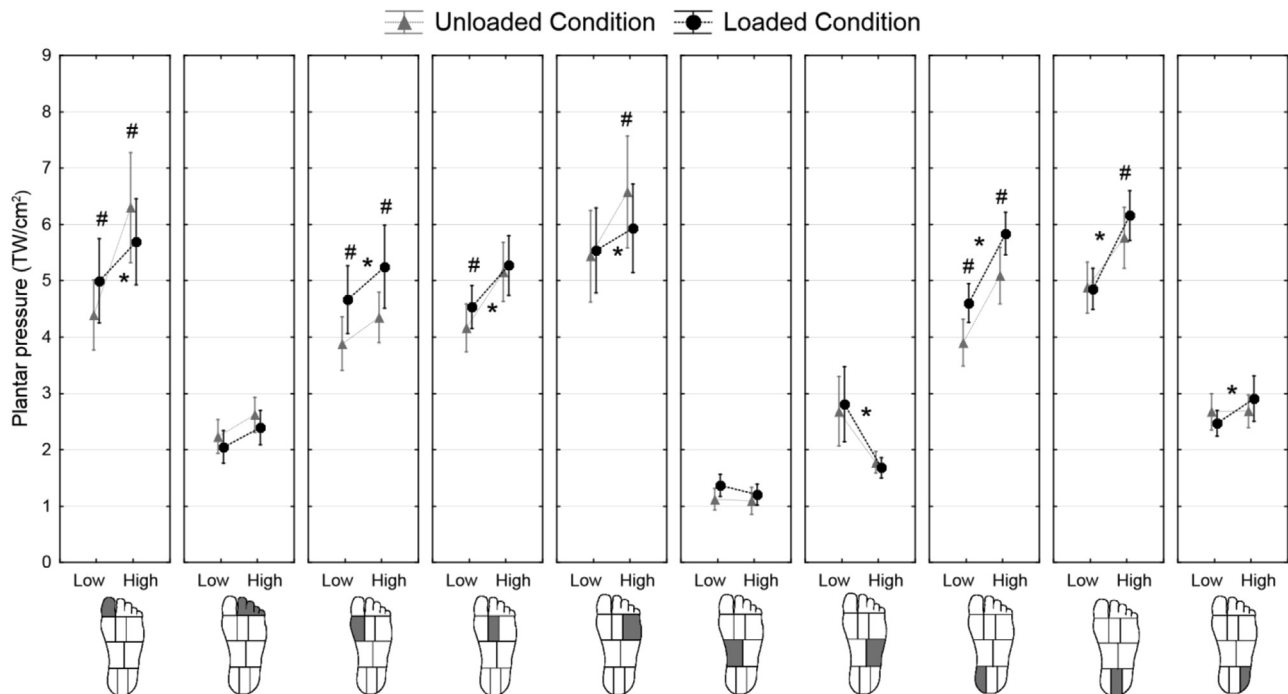 Unloaded Condition Loaded Condition
Plantar pressure (TW/cm²)
9
8
7
6
5
4
3
2
1
0
# # # # # # # # #
* * * * * * * *
Low High Low High Low High Low High Low High Low High Low High Low High Low High Low High